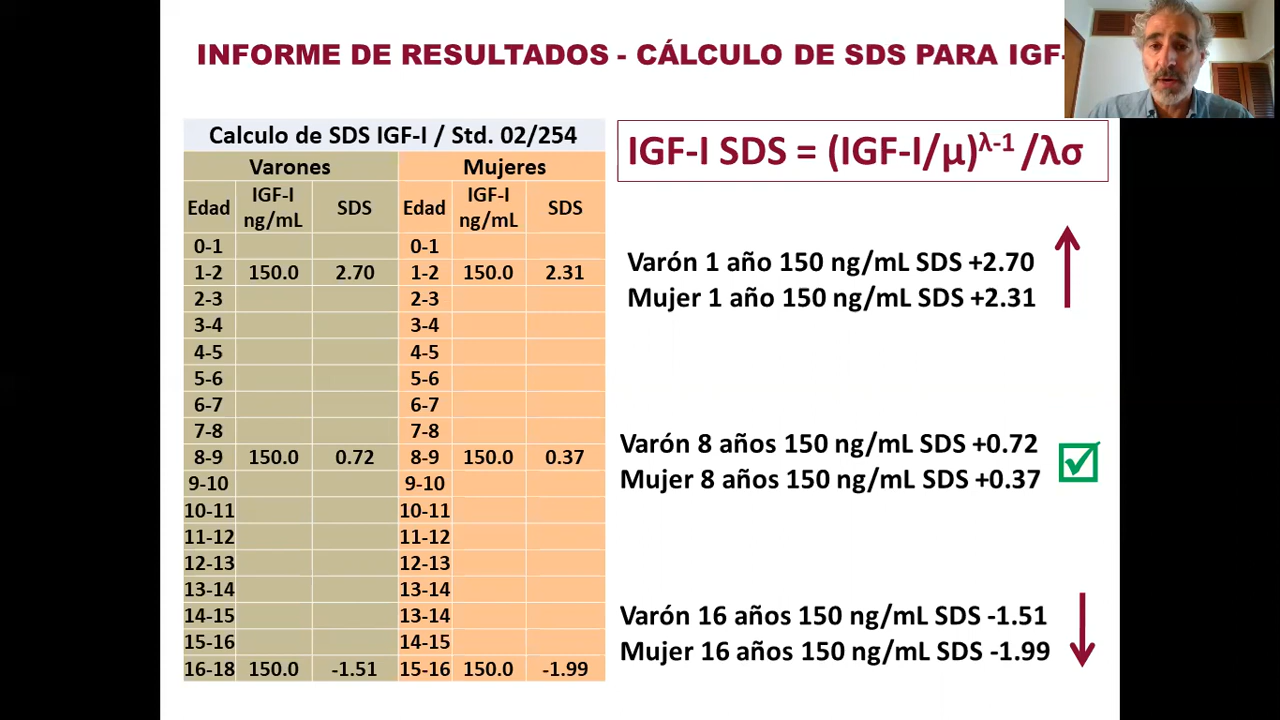 INFORME DE RESULTADOS - CÁLCULO DE SDS PARA IGF-
Calculo de SDS IGF-I / Std. 02/254
Varones Mujeres
Edad IGF-I ng/mL SDS Edad IGF-I ng/mL SDS
0-1 0-1
1-2 150.0 2.70 1-2 150.0 2.31
2-3 2-3
3-4 3-4
4-5 4-5
5-6 5-6
6-7 6-7
7-8 7-8
8-9 150.0 0.72 8-9 150.0 0.37
9-10 9-10
10-11 10-11
11-12 11-12
12-13 12-13
13-14 13-14
14-15 13-14
15-16 14-15
16-18 150.0 -1.51 15-16 150.0 -1.99
IGF-I SDS = (IGF-I/μ)^λ-1 /λσ
Varón 1 año 150 ng/mL SDS +2.70
Mujer 1 año 150 ng/mL SDS +2.31
Varón 8 años 150 ng/mL SDS +0.72
Mujer 8 años 150 ng/mL SDS +0.37
Varón 16 años 150 ng/mL SDS -1.51
Mujer 16 años 150 ng/mL SDS -1.99